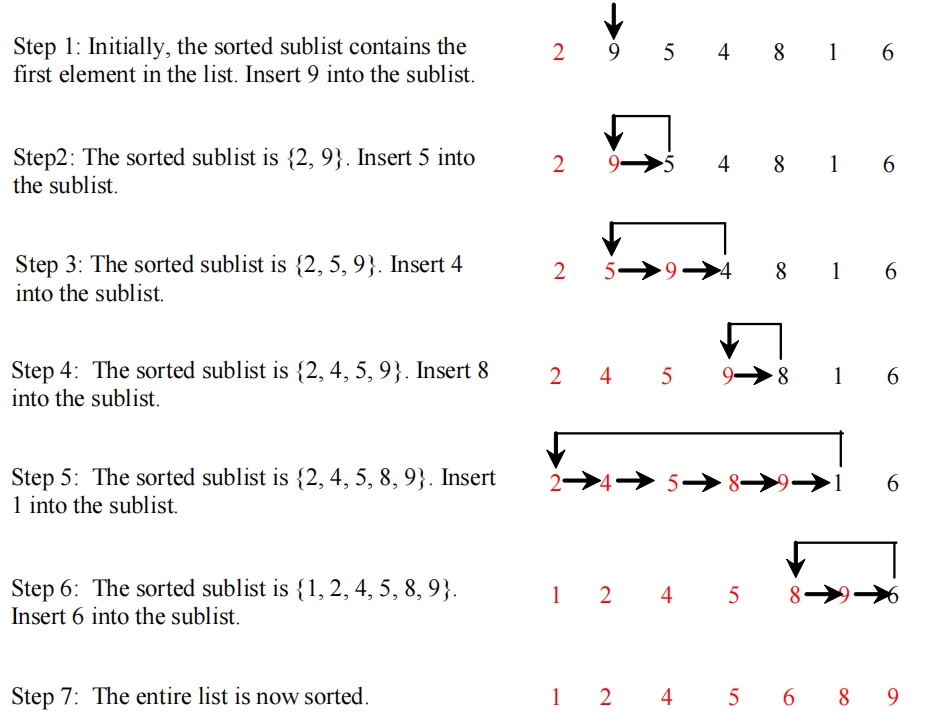 Step 1: Initially, the sorted sublist contains the
first element in the list. Insert 9 into the sublist.
2 9 5 4 8 1 6
Step2: The sorted sublist is {2, 9}. Insert 5 into
the sublist.
2 9 5 4 8 1 6
Step 3: The sorted sublist is {2, 5, 9}. Insert 4
into the sublist.
2 5 9 4 8 1 6
Step 4: The sorted sublist is {2, 4, 5, 9}. Insert 8
into the sublist.
2 4 5 9 8 1 6
Step 5: The sorted sublist is {2, 4, 5, 8, 9}. Insert
1 into the sublist.
2 4 5 8 9 1 6
Step 6: The sorted sublist is {1, 2, 4, 5, 8, 9}.
Insert 6 into the sublist.
1 2 4 5 8 9 6
Step 7: The entire list is now sorted.
1 2 4 5 6 8 9